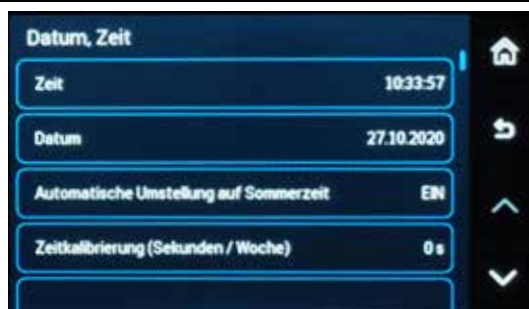 Datum, Zeit
Zeit 10:33:57
Datum 27.10.2020
Automatische Umstellung auf Sommerzeit EIN
Zeitkalibrierung (Sekunden / Woche) 0 s